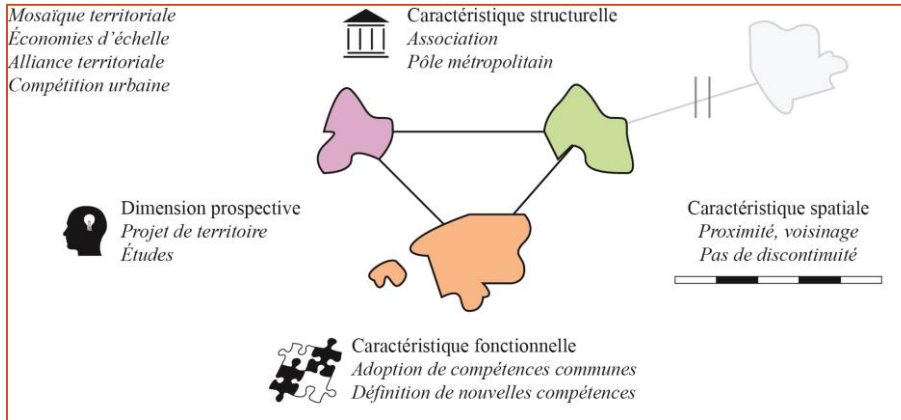 Mosaïque territoriale
Économies d'échelle
Alliance territoriale
Compétition urbaine
Caractéristique structurelle
Association
Pôle métropolitain
Dimension prospective
Projet de territoire
Études
Caractéristique spatiale
Proximité, voisinage
Pas de discontinuité
Caractéristique fonctionnelle
Adoption de compétences communes
Définition de nouvelles compétences